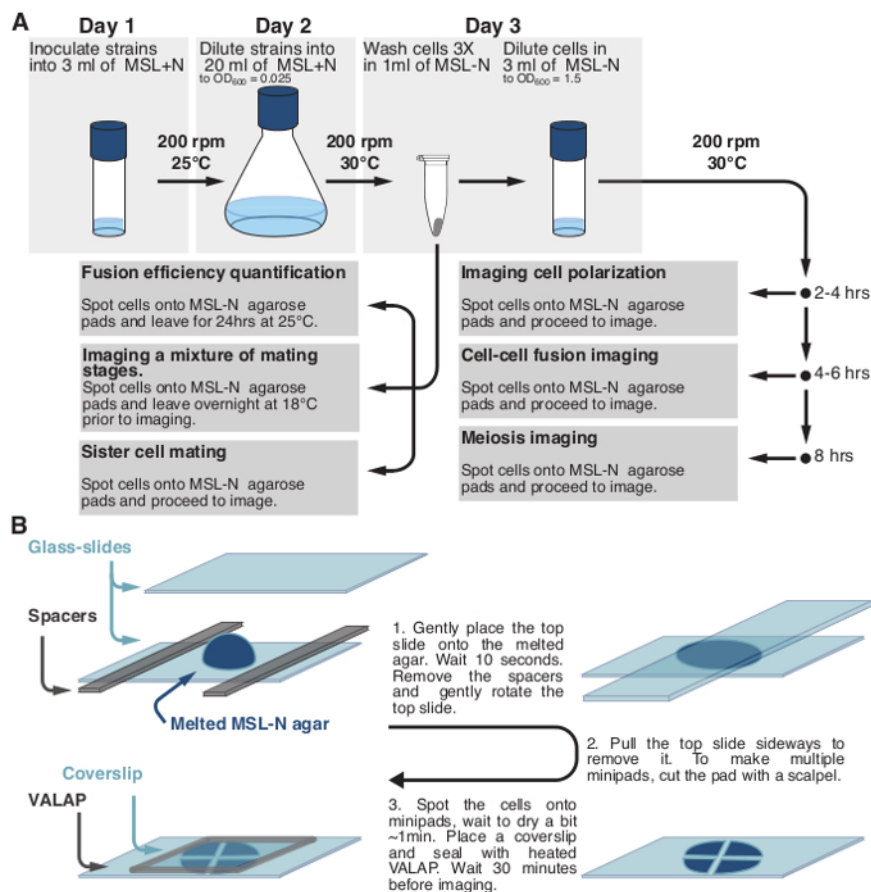 A
Day 1
Day 2
Day 3
Inoculate strains
into 3 ml of MSL+N
Dilute strains into
20 ml of MSL+N
to OD₆₀₀ = 0.025
Wash cells 3X
in 1ml of MSL-N
Dilute cells in
3 ml of MSL-N
to OD₆₀₀ = 1.5
200 rpm
25°C
200 rpm
30°C
200 rpm
30°C
Fusion efficiency quantification
Spot cells onto MSL-N agarose
pads and leave for 24hrs at 25°C.
Imaging a mixture of mating
stages.
Spot cells onto MSL-N agarose
pads and leave overnight at 18°C
prior to imaging.
Sister cell mating
Spot cells onto MSL-N agarose
pads and proceed to image.
Imaging cell polarization
Spot cells onto MSL-N agarose
pads and proceed to image.
2-4 hrs
Cell-cell fusion imaging
Spot cells onto MSL-N agarose
pads and proceed to image.
4-6 hrs
Meiosis imaging
Spot cells onto MSL-N agarose
pads and proceed to image.
8 hrs
B
Glass-slides
Spacers
Melted MSL-N agar
1. Gently place the top
slide onto the melted
agar. Wait 10 seconds.
Remove the spacers
and gently rotate the
top slide.
2. Pull the top slide sideways to
remove it. To make multiple
minipads, cut the pad with a scalpel.
Coverslip
VALAP
3. Spot the cells onto
minipads, wait to dry a bit
~1min. Place a coverslip
and seal with heated
VALAP. Wait 30 minutes
before imaging.